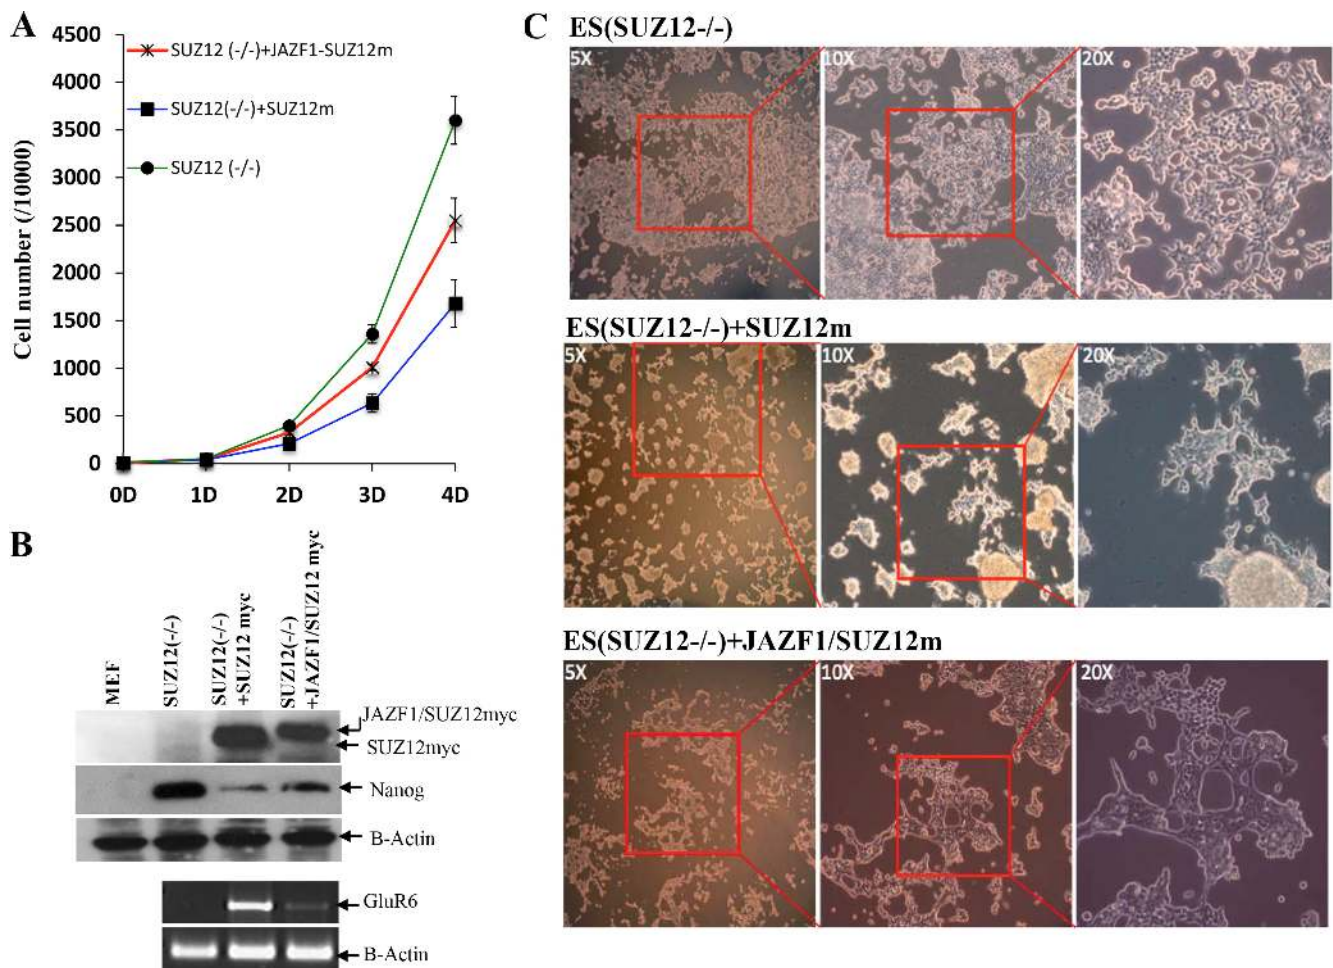 A
4500
4000
3500
3000
2500
2000
1500
1000
500
0
Cell number (/10000)
0D 1D 2D 3D 4D
SUZ12 (-/-)+JAZF1-SUZ12m
SUZ12(-/-)+SUZ12m
SUZ12 (-/-)
B
MEF
SUZ12(-/-)
SUZ12(-/-)
+SUZ12 myc
SUZ12(-/-)
+JAZF1/SUZ12 myc
JAZF1/SUZ12myc
SUZ12myc
Nanog
B-Actin
GluR6
B-Actin
C
ES(SUZ12-/-)
5X 10X 20X
ES(SUZ12-/-)+SUZ12m
5X 10X 20X
ES(SUZ12-/-)+JAZF1/SUZ12m
5X 10X 20X